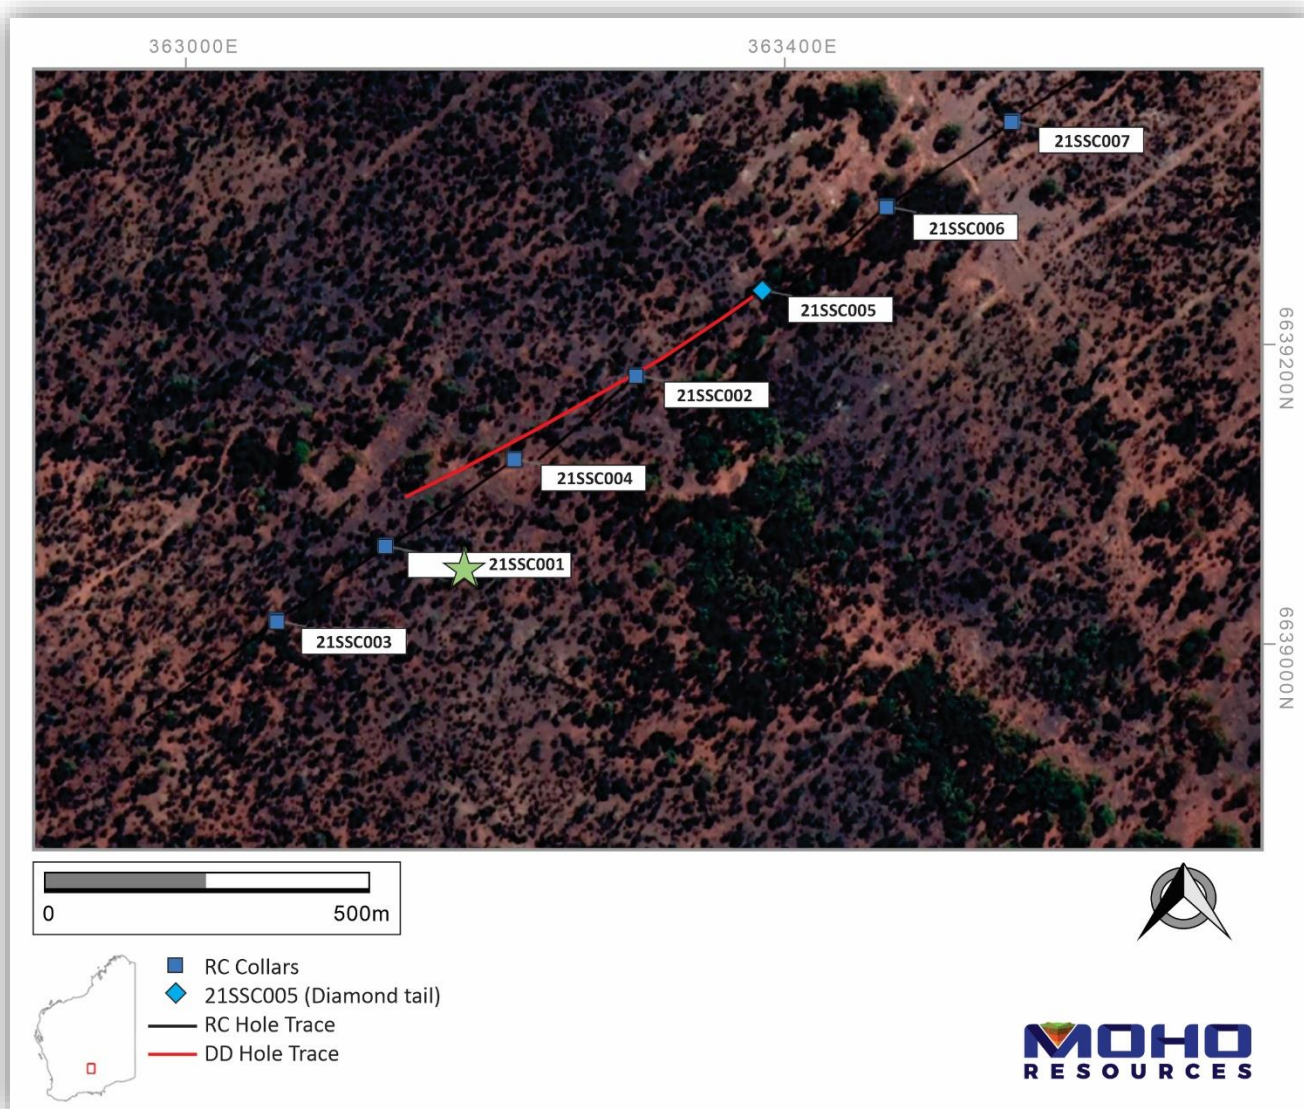 363000E
363400E
21SSC007
21SSC006
21SSC005
6639200N
21SSC002
21SSC004
21SSC001
21SSC003
6639000N
0
500m
RC Collars
21SSC005 (Diamond tail)
RC Hole Trace
DD Hole Trace
MOHO
RESOURCES